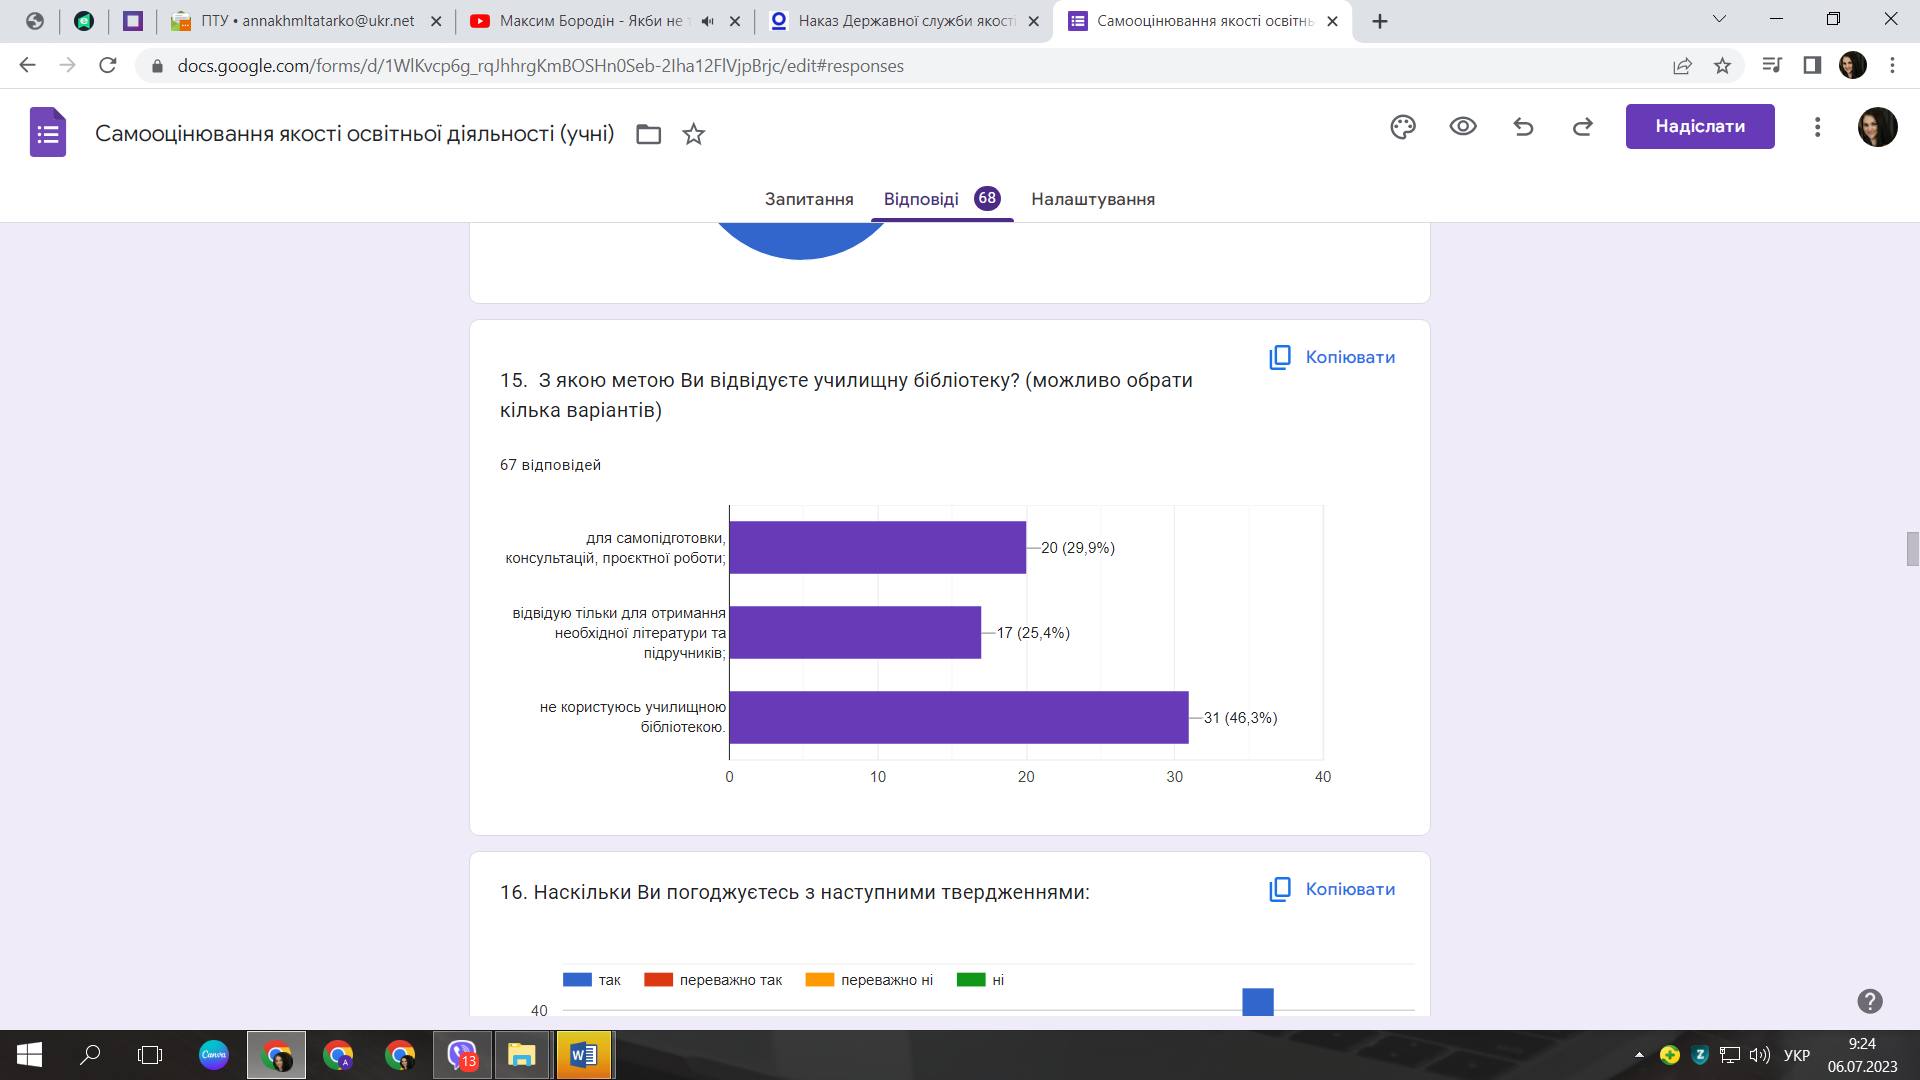 ПТУ • annakhmltatarko@ukr.net
Максим Бородін - Якби не т
Наказ Державної служби якості
Самооцінювання якості освітнь
docs.google.com/forms/d/1WlKvcp6g_rqJhhrgKmBOSHn0Seb-2Iha12FlVjpBrjc/edit#responses
Самооцінювання якості освітньої діяльності (учні)
Надіслати
Запитання
Відповіді 68
Налаштування
Копіювати
15. З якою метою Ви відвідуєте училищну бібліотеку? (можливо обрати
кілька варіантів)
67 відповідей
для самопідготовки,
консультацій, проєктної роботи;
20 (29,9%)
відвідую тільки для отримання
необхідної літератури та
підручників;
17 (25,4%)
не користуюсь училищною
бібліотекою.
31 (46,3%)
0 10 20 30 40
16. Наскільки Ви погоджуєтесь з наступними твердженнями:
Копіювати
так переважно так переважно ні ні
40
Canva
A
13
УКР
9:24
06.07.2023